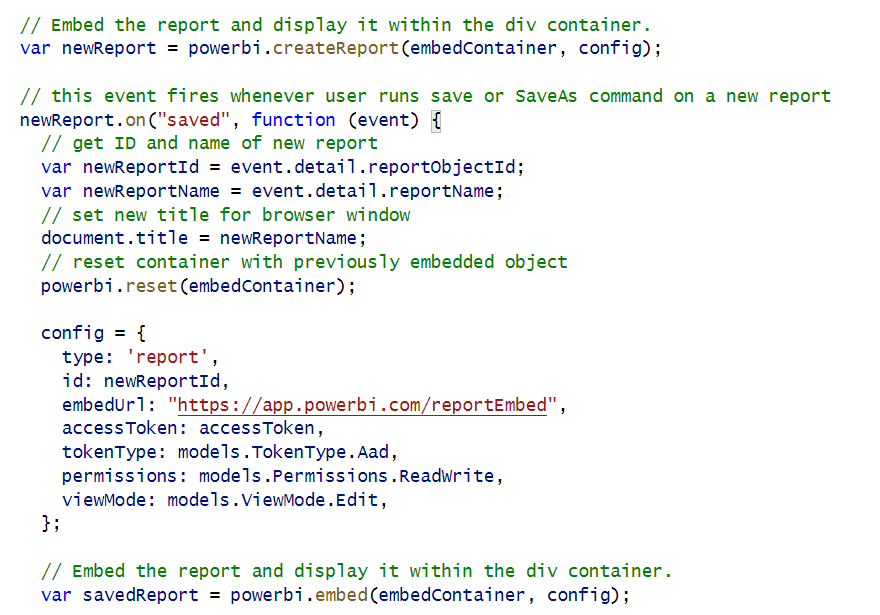 // Embed the report and display it within the div container.
var newReport = powerbi.createReport(embedContainer, config);

// this event fires whenever user runs save or SaveAs command on a new report
newReport.on("saved", function (event) {
  // get ID and name of new report
  var newReportId = event.detail.reportObjectId;
  var newReportName = event.detail.reportName;
  // set new title for browser window
  document.title = newReportName;
  // reset container with previously embedded object
  powerbi.reset(embedContainer);

  config = {
    type: 'report',
    id: newReportId,
    embedUrl: "https://app.powerbi.com/reportEmbed",
    accessToken: accessToken,
    tokenType: models.TokenType.Aad,
    permissions: models.Permissions.ReadWrite,
    viewMode: models.ViewMode.Edit,
  };

  // Embed the report and display it within the div container.
  var savedReport = powerbi.embed(embedContainer, config);